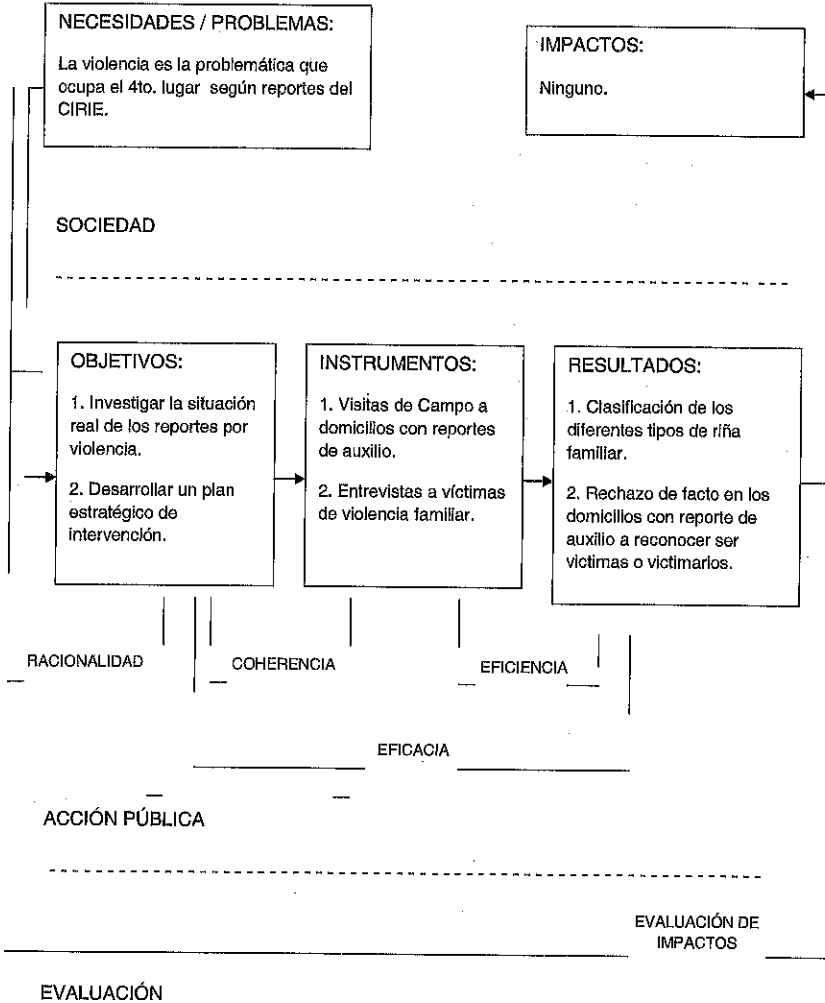 NECESIDADES / PROBLEMAS:
La violencia es la problemática que
ocupa el 4to. lugar según reportes del
CIRIE.
IMPACTOS:
Ninguno.
SOCIEDAD
OBJETIVOS:
1. Investigar la situación
real de los reportes por
violencia.
2. Desarrollar un plan
estratégico de
intervención.
INSTRUMENTOS:
1. Visitas de Campo a
domicilios con reportes
de auxilio.
2. Entrevistas a víctimas
de violencia familiar.
RESULTADOS:
1. Clasificación de los
diferentes tipos de riña
familiar.
2. Rechazo de facto en los
domicilios con reporte de
auxilio a reconocer ser
victimas o victimarios.
RACIONALIDAD
COHERENCIA
EFICIENCIA
EFICACIA
ACCIÓN PÚBLICA
EVALUACIÓN DE
IMPACTOS
EVALUACIÓN